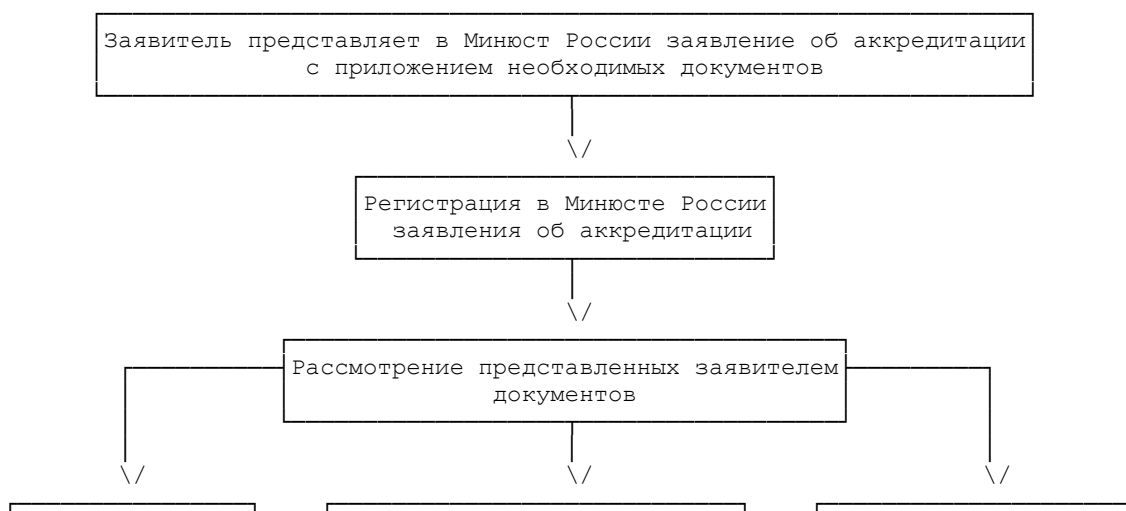 Заявитель представляет в Минюст России заявление об аккредитации
с приложением необходимых документов
Регистрация в Минюсте России
заявления об аккредитации
Рассмотрение представленных заявителем
документов